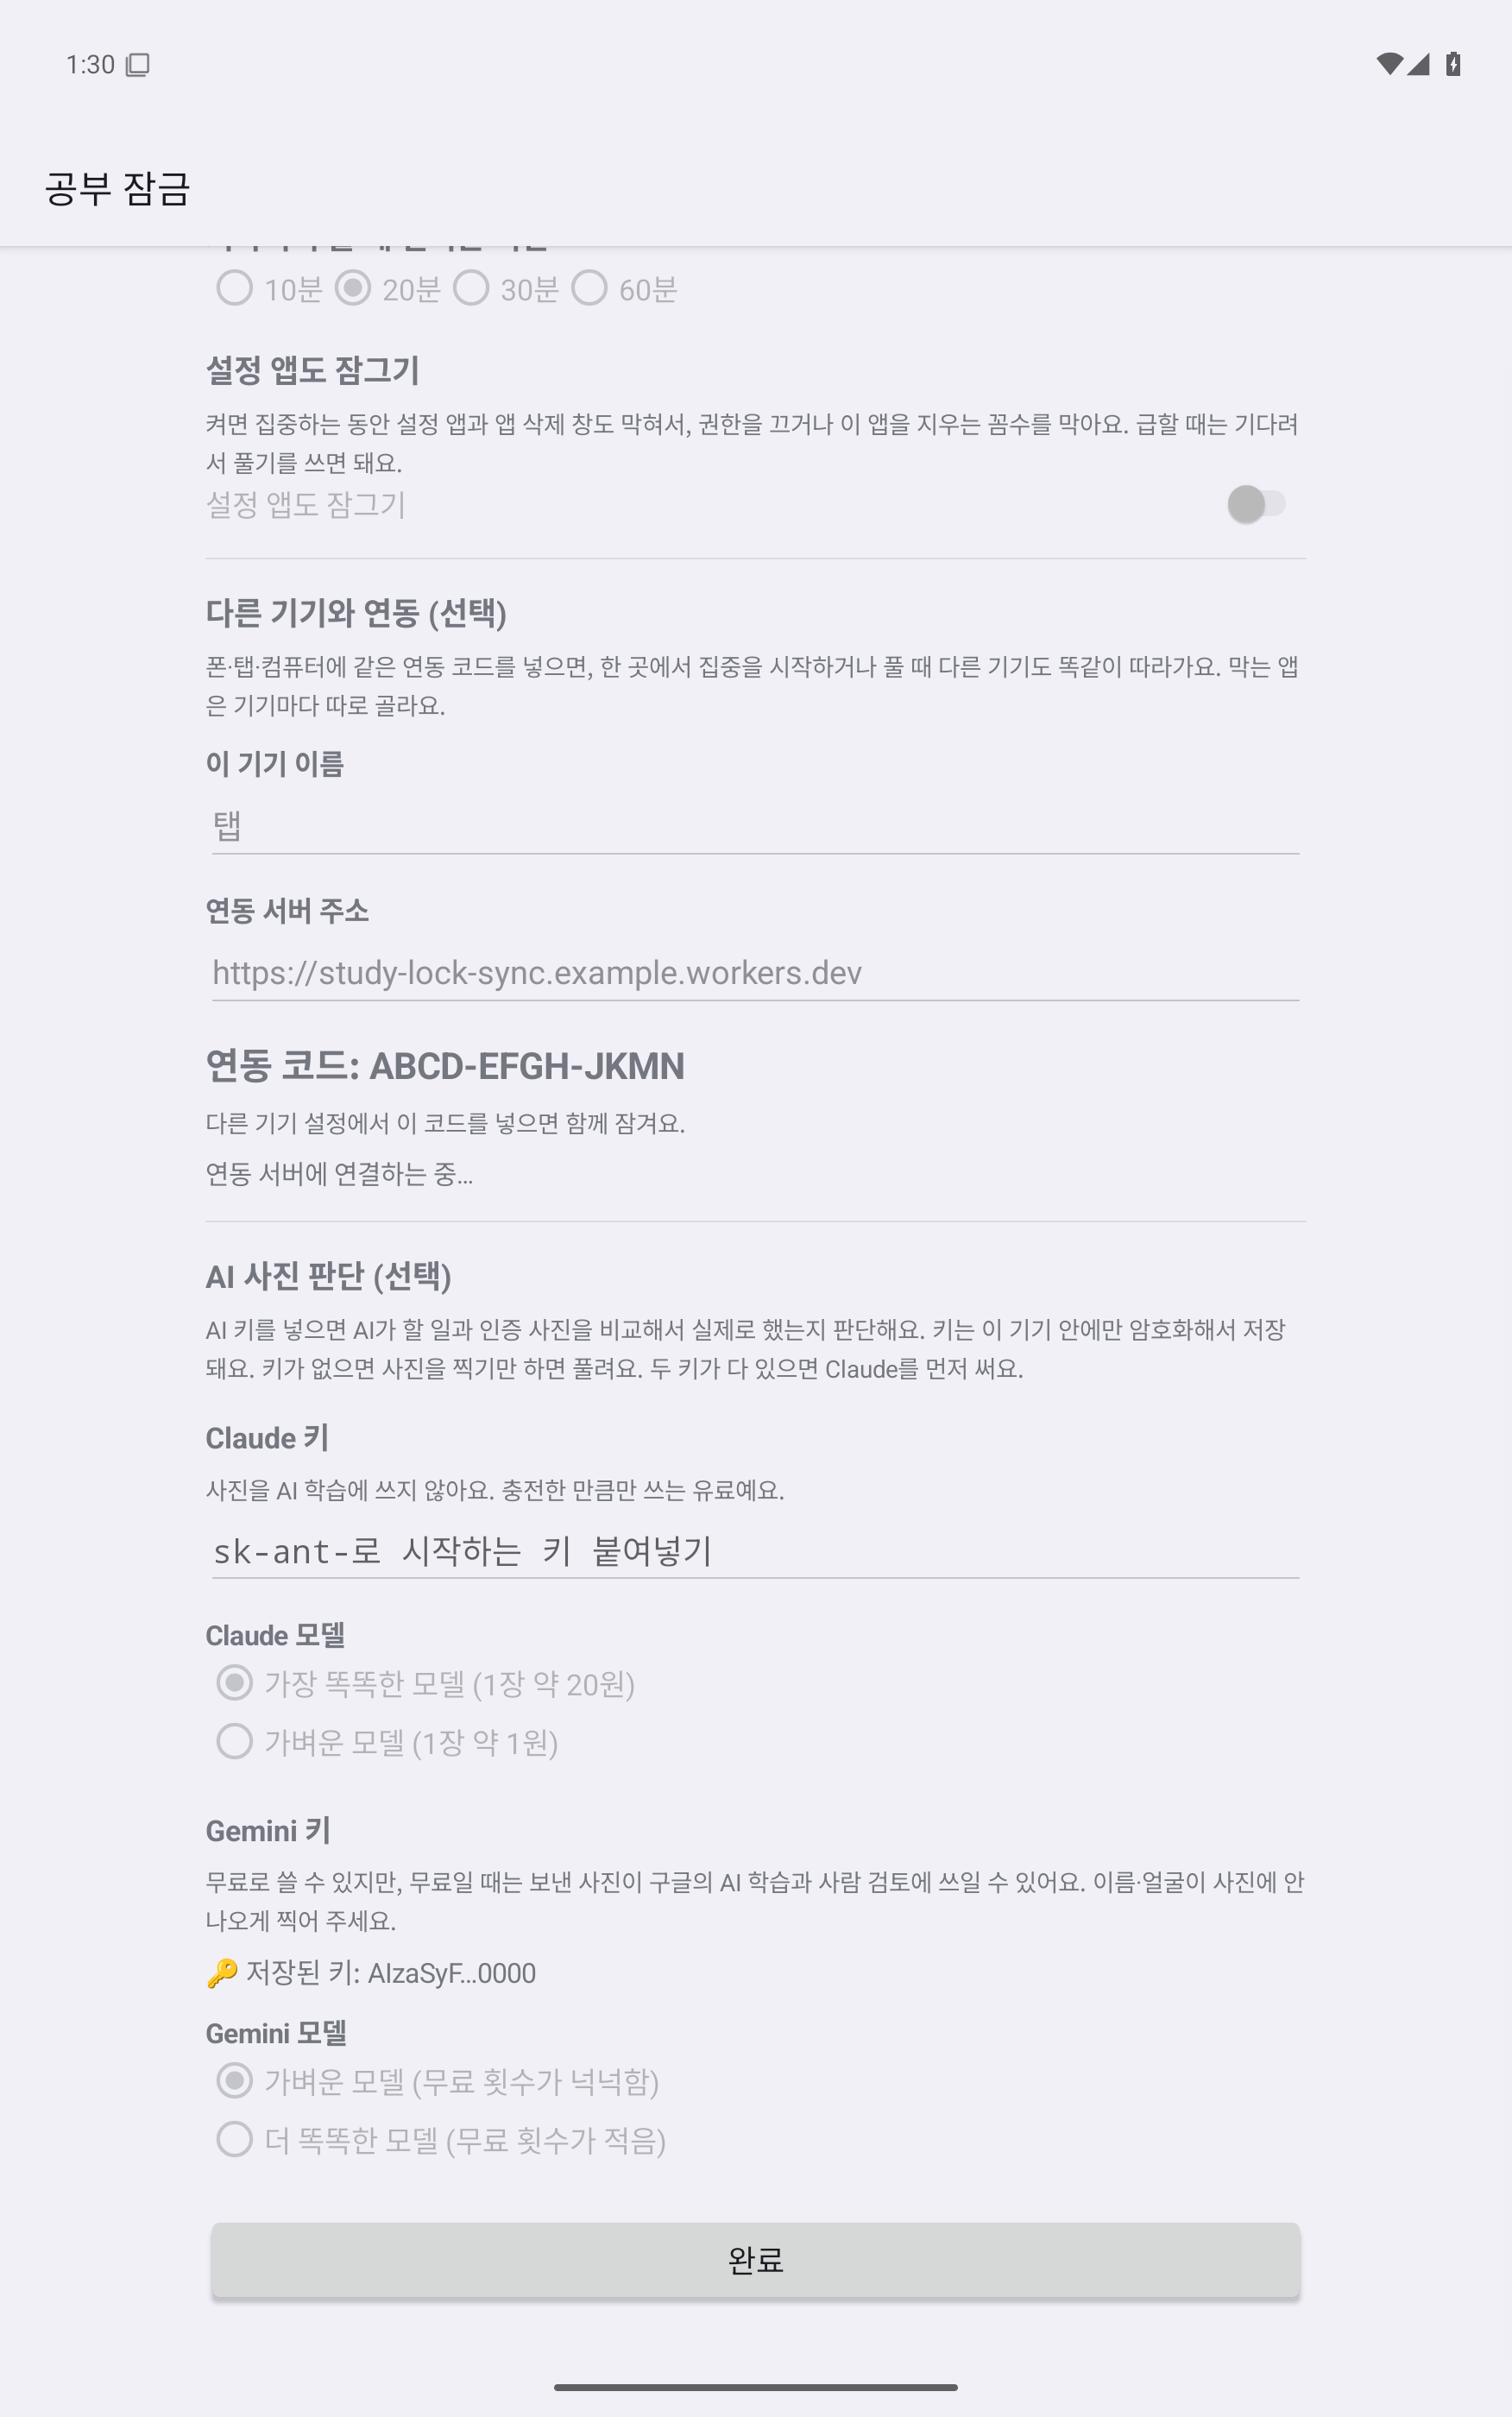 1:30
공부 잠금
10분 20분 30분 60분
설정 앱도 잠그기
켜면 집중하는 동안 설정 앱과 앱 삭제 창도 막혀서, 권한을 끄거나 이 앱을 지우는 꼼수를 막아요. 급할 때는 기다려
서 풀기를 쓰면 돼요.
설정 앱도 잠그기
다른 기기와 연동 (선택)
폰·탭·컴퓨터에 같은 연동 코드를 넣으면, 한 곳에서 집중을 시작하거나 풀 때 다른 기기도 똑같이 따라가요. 막는 앱
은 기기마다 따로 골라요.
이 기기 이름
탭
연동 서버 주소
https://study-lock-sync.example.workers.dev
연동 코드: ABCD-EFGH-JKMN
다른 기기 설정에서 이 코드를 넣으면 함께 잠겨요.
연동 서버에 연결하는 중…
AI 사진 판단 (선택)
AI 키를 넣으면 AI가 할 일과 인증 사진을 비교해서 실제로 했는지 판단해요. 키는 이 기기 안에만 암호화해서 저장
돼요. 키가 없으면 사진을 찍기만 하면 풀려요. 두 키가 다 있으면 Claude를 먼저 써요.
Claude 키
사진을 AI 학습에 쓰지 않아요. 충전한 만큼만 쓰는 유료예요.
sk-ant-로 시작하는 키 붙여넣기
Claude 모델
가장 똑똑한 모델 (1장 약 20원)
가벼운 모델 (1장 약 1원)
Gemini 키
무료로 쓸 수 있지만, 무료일 때는 보낸 사진이 구글의 AI 학습과 사람 검토에 쓰일 수 있어요. 이름·얼굴이 사진에 안
나오게 찍어 주세요.
🔑 저장된 키: AIzaSyF…0000
Gemini 모델
가벼운 모델 (무료 횟수가 넉넉함)
더 똑똑한 모델 (무료 횟수가 적음)
완료